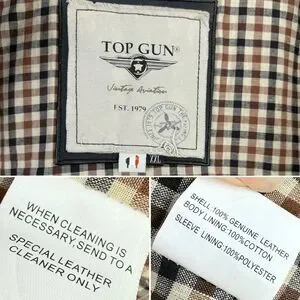 TOP GUN®
Vintage Aviation
EST. 1979
XXL
WHEN CLEANING IS
NECESSARY,SEND TO A
SPECIAL LEATHER
CLEANER ONLY
SHELL:100% GENUINE LEATHER
BODY LINING:100%COTTON
SLEEVE LINING:100%POLYESTER